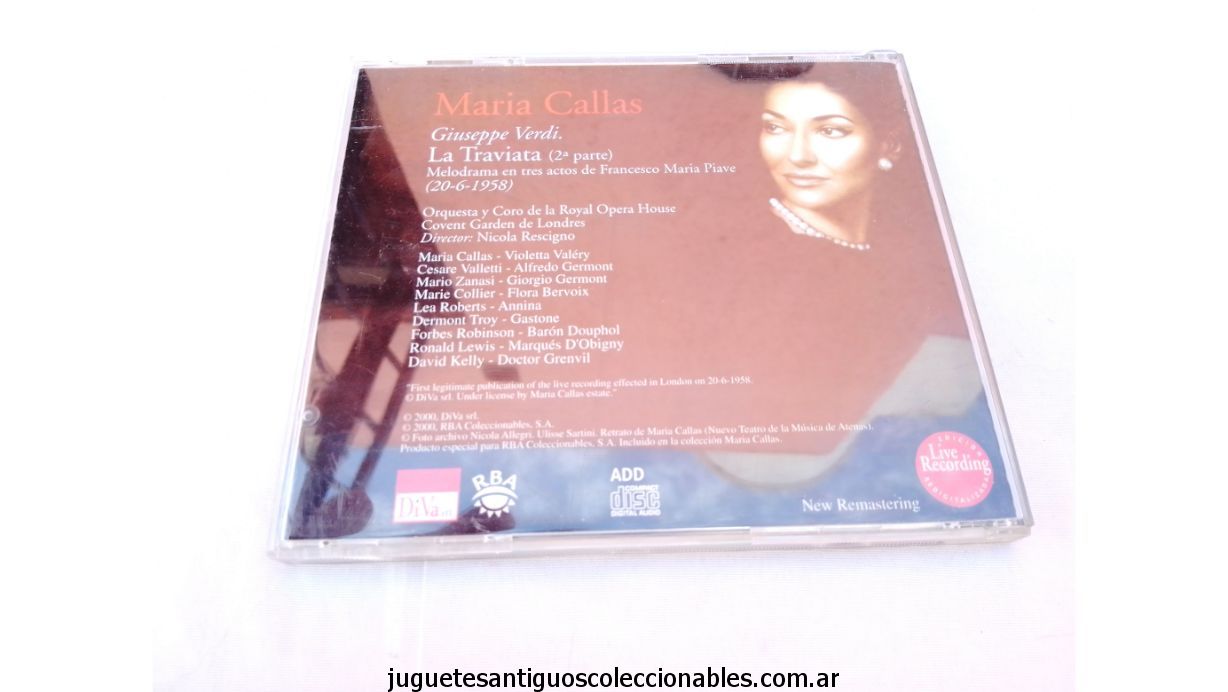 Maria Callas
Giuseppe Verdi.
La Traviata (2ª parte)
Melodrama en tres actos de Francesco Maria Piave
(20-6-1958)
Orquesta y Coro de la Royal Opera House
Covent Garden de Londres
Director: Nicola Rescigno
Maria Callas - Violetta Valéry
Cesare Valletti - Alfredo Germont
Mario Zanasi - Giorgio Germont
Marie Collier - Flora Bervoix
Lea Roberts - Annina
Dermont Troy - Gastone
Forbes Robinson - Barón Douphol
Ronald Lewis - Marqués D'Obigny
David Kelly - Doctor Grenvil
"First legitimate publication of the live recording effected in London on 20-6-1958.
© DiVa srl. Under license by Maria Callas estate."
© 2000, DiVa srl.
© 2000, RBA Coleccionables, S.A.
© Foto archivo Nicola Allegri. Ulisse Sartini. Retrato de Maria Callas (Nuevo Teatro de la Música de Atenas).
Producto especial para RBA Coleccionables, S.A. Incluido en la colección Maria Callas.
DiVa srl
RBA
ADD
COMPACT
disc
DIGITAL AUDIO
New Remastering
EDICIÓN
Live
Recording
REDIGITALIZADA
juguetesantiguoscoleccionables.com.ar